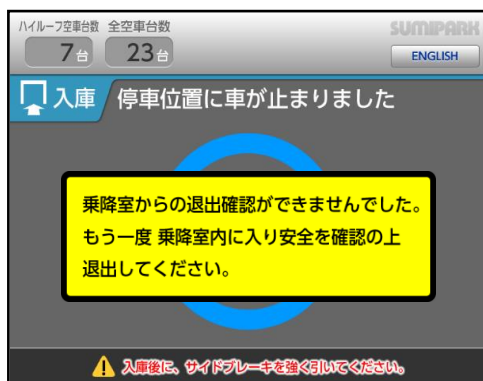 ハイルーフ空車台数 全空車台数
7台 23台
SUMIPARK
ENGLISH
入庫 停車位置に車が止まりました
乗降室からの退出確認ができませんでした。
もう一度 乗降室内に入り安全を確認の上
退出してください。
入庫後に、サイドブレーキを強く引いてください。